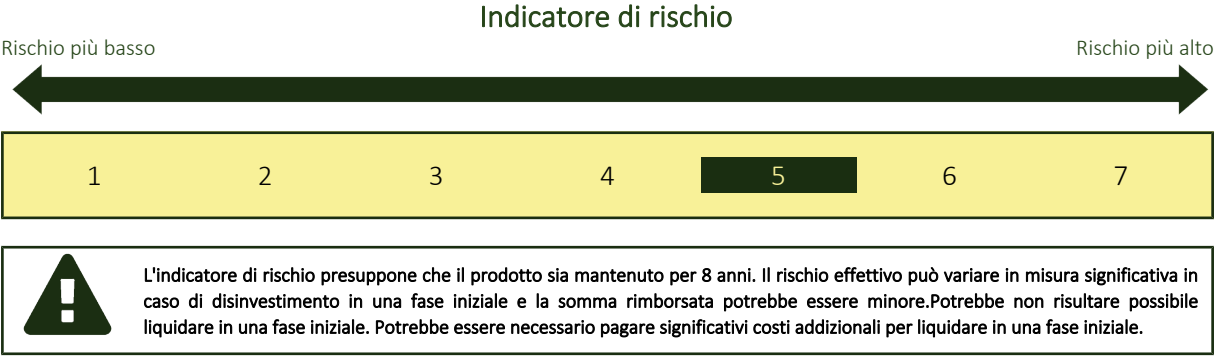 Indicatore di rischio
Rischio più basso
Rischio più alto
1 2 3 4 5 6 7
L'indicatore di rischio presuppone che il prodotto sia mantenuto per 8 anni. Il rischio effettivo può variare in misura significativa in
caso di disinvestimento in una fase iniziale e la somma rimborsata potrebbe essere minore.Potrebbe non risultare possibile
liquidare in una fase iniziale. Potrebbe essere necessario pagare significativi costi addizionali per liquidare in una fase iniziale.